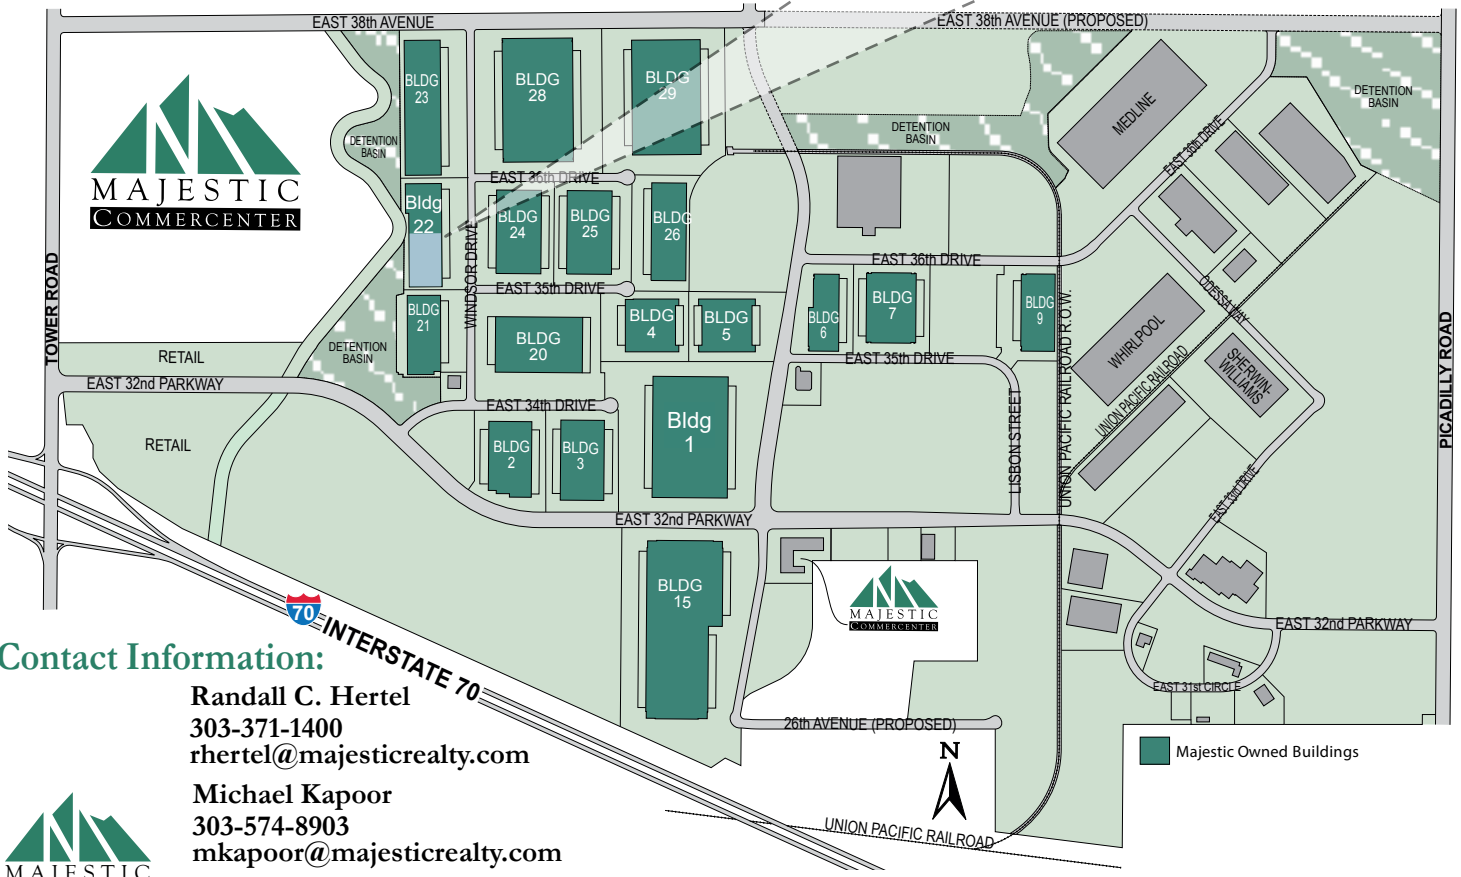 EAST 38th AVENUE
EAST 38th AVENUE (PROPOSED)
MAJESTIC
COMMERCENTER
BLDG
23
BLDG
28
BLDG
29
DETENTION
BASIN
DETENTION
BASIN
MEDLINE
DETENTION
BASIN
EAST 36th DRIVE
EAST 36th DRIVE
Bldg
22
BLDG
24
BLDG
25
BLDG
26
WINDSOR DRIVE
EAST 36th DRIVE
TOWER ROAD
EAST 35th DRIVE
BLDG
21
BLDG
20
BLDG
4
BLDG
5
BLDG
6
BLDG
7
BLDG
9
ODESSA WAY
WHIRLPOOL
SHERWIN-
WILLIAMS
UNION PACIFIC RAILROAD
UNION PACIFIC RAILROAD R.O.W.
PICADILLY ROAD
DETENTION
BASIN
RETAIL
EAST 32nd PARKWAY
EAST 35th DRIVE
EAST 34th DRIVE
RETAIL
BLDG
2
BLDG
3
Bldg
1
LISBON STREET
EAST 33rd DRIVE
EAST 32nd PARKWAY
BLDG
15
MAJESTIC
COMMERCENTER
70
INTERSTATE 70
EAST 32nd PARKWAY
EAST 31st CIRCLE
26th AVENUE (PROPOSED)
N
Majestic Owned Buildings
UNION PACIFIC RAILROAD
Contact Information:
Randall C. Hertel
303-371-1400
rhertel@majesticrealty.com
Michael Kapoor
303-574-8903
mkapoor@majesticrealty.com
MAJESTIC